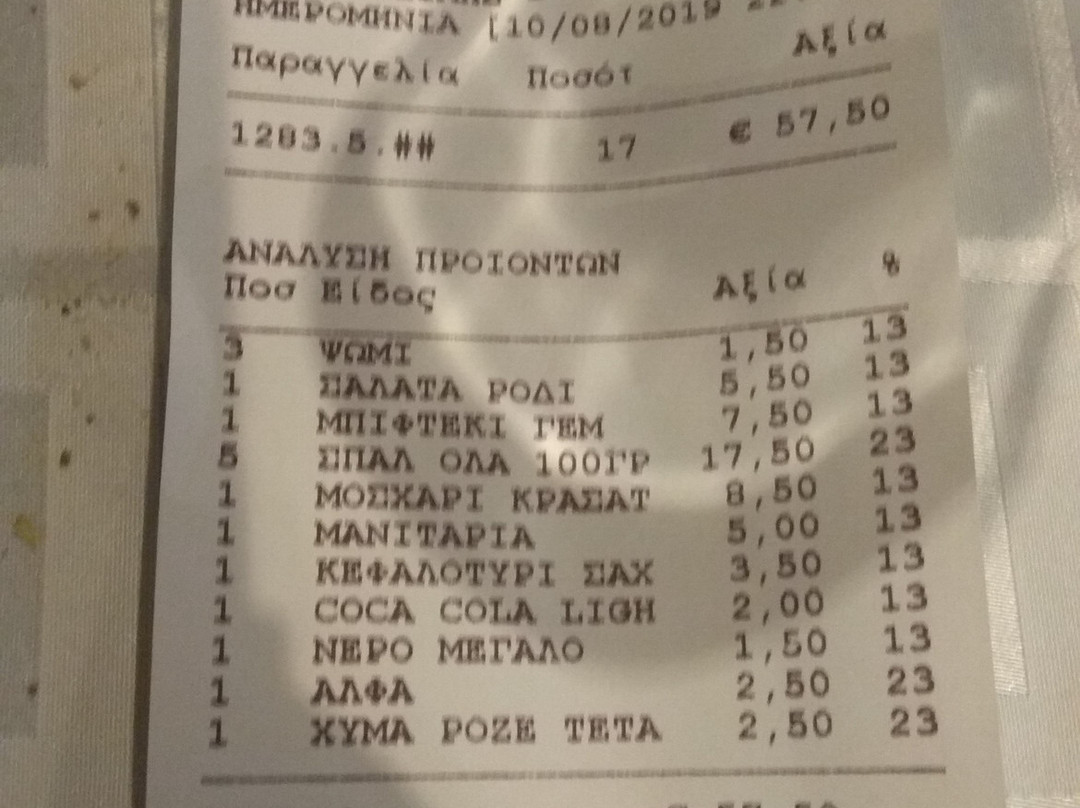 ΗΜΕΡΟΜΗΝΙΑ [10/08/2019
Παραγγελία Ποσότ Αξία
1283.5.## 17 € 57,50
ΑΝΑΛΥΣΗ ΠΡΟΙΟΝΤΩΝ
Ποσ Είδος Αξία %
3 ΨΩΜΙ 1,50 13
1 ΣΑΛΑΤΑ ΡΟΔΙ 5,50 13
1 ΜΠΙΦΤΕΚΙ ΓΕΜ 7,50 13
5 ΣΠΑΛ ΟΛΑ 100ΓΡ 17,50 23
1 ΜΟΣΧΑΡΙ ΚΡΑΣΑΤ 8,50 13
1 ΜΑΝΙΤΑΡΙΑ 5,00 13
1 ΚΕΦΑΛΟΤΥΡΙ ΣΑΧ 3,50 13
1 COCA COLA LIGH 2,00 13
1 ΝΕΡΟ ΜΕΓΑΛΟ 1,50 13
1 ΑΛΦΑ 2,50 23
1 ΧΥΜΑ ΡΟΖΕ ΤΕΤΑ 2,50 23